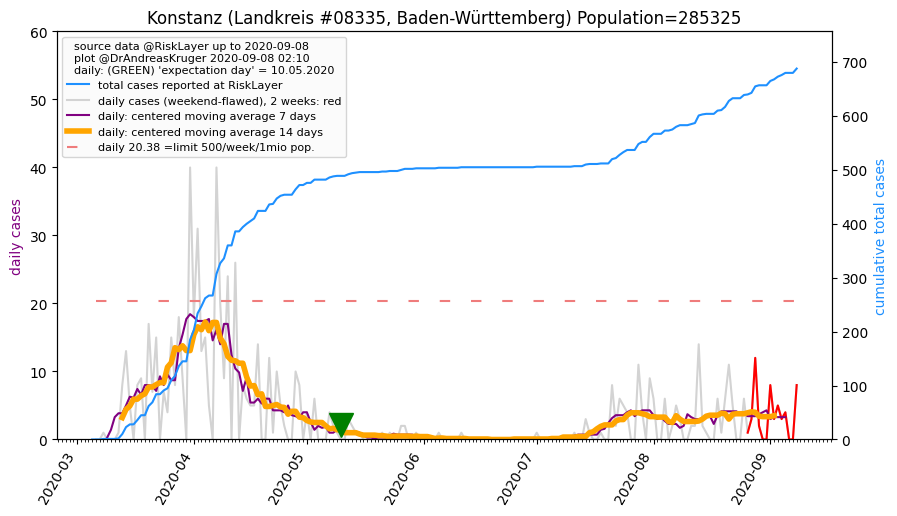 Konstanz (Landkreis #08335, Baden-Württemberg) Population=285325
source data @RiskLayer up to 2020-09-08
plot @DrAndreasKruger 2020-09-08 02:10
daily: (GREEN) 'expectation day' = 10.05.2020
total cases reported at RiskLayer
daily cases (weekend-flawed), 2 weeks: red
daily: centered moving average 7 days
daily: centered moving average 14 days
daily 20.38 =limit 500/week/1mio pop.
daily cases
60
50
40
30
20
10
0
700
600
500
400
300
200
100
0
cumulative total cases
2020-03
2020-04
2020-05
2020-06
2020-07
2020-08
2020-09